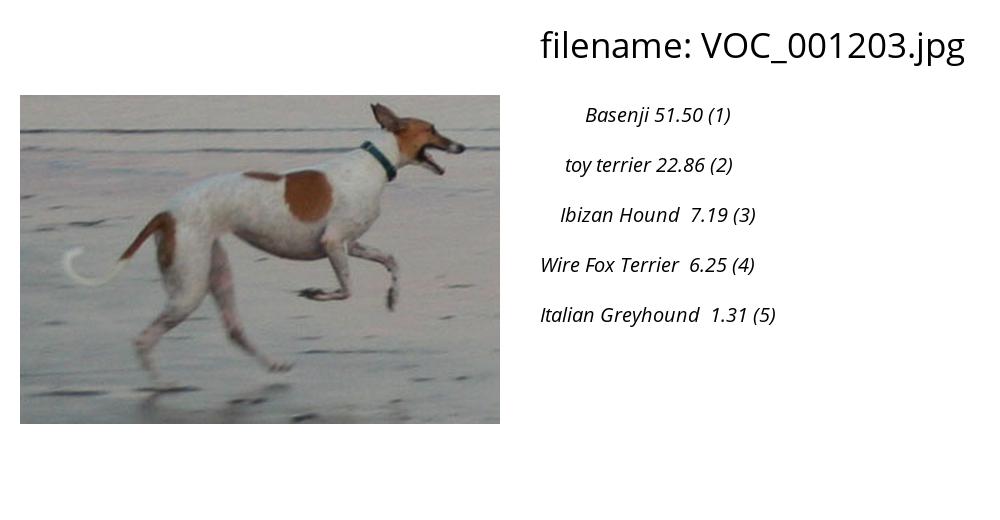 filename: VOC_001203.jpg
Basenji 51.50 (1)
toy terrier 22.86 (2)
Ibizan Hound 7.19 (3)
Wire Fox Terrier 6.25 (4)
Italian Greyhound 1.31 (5)